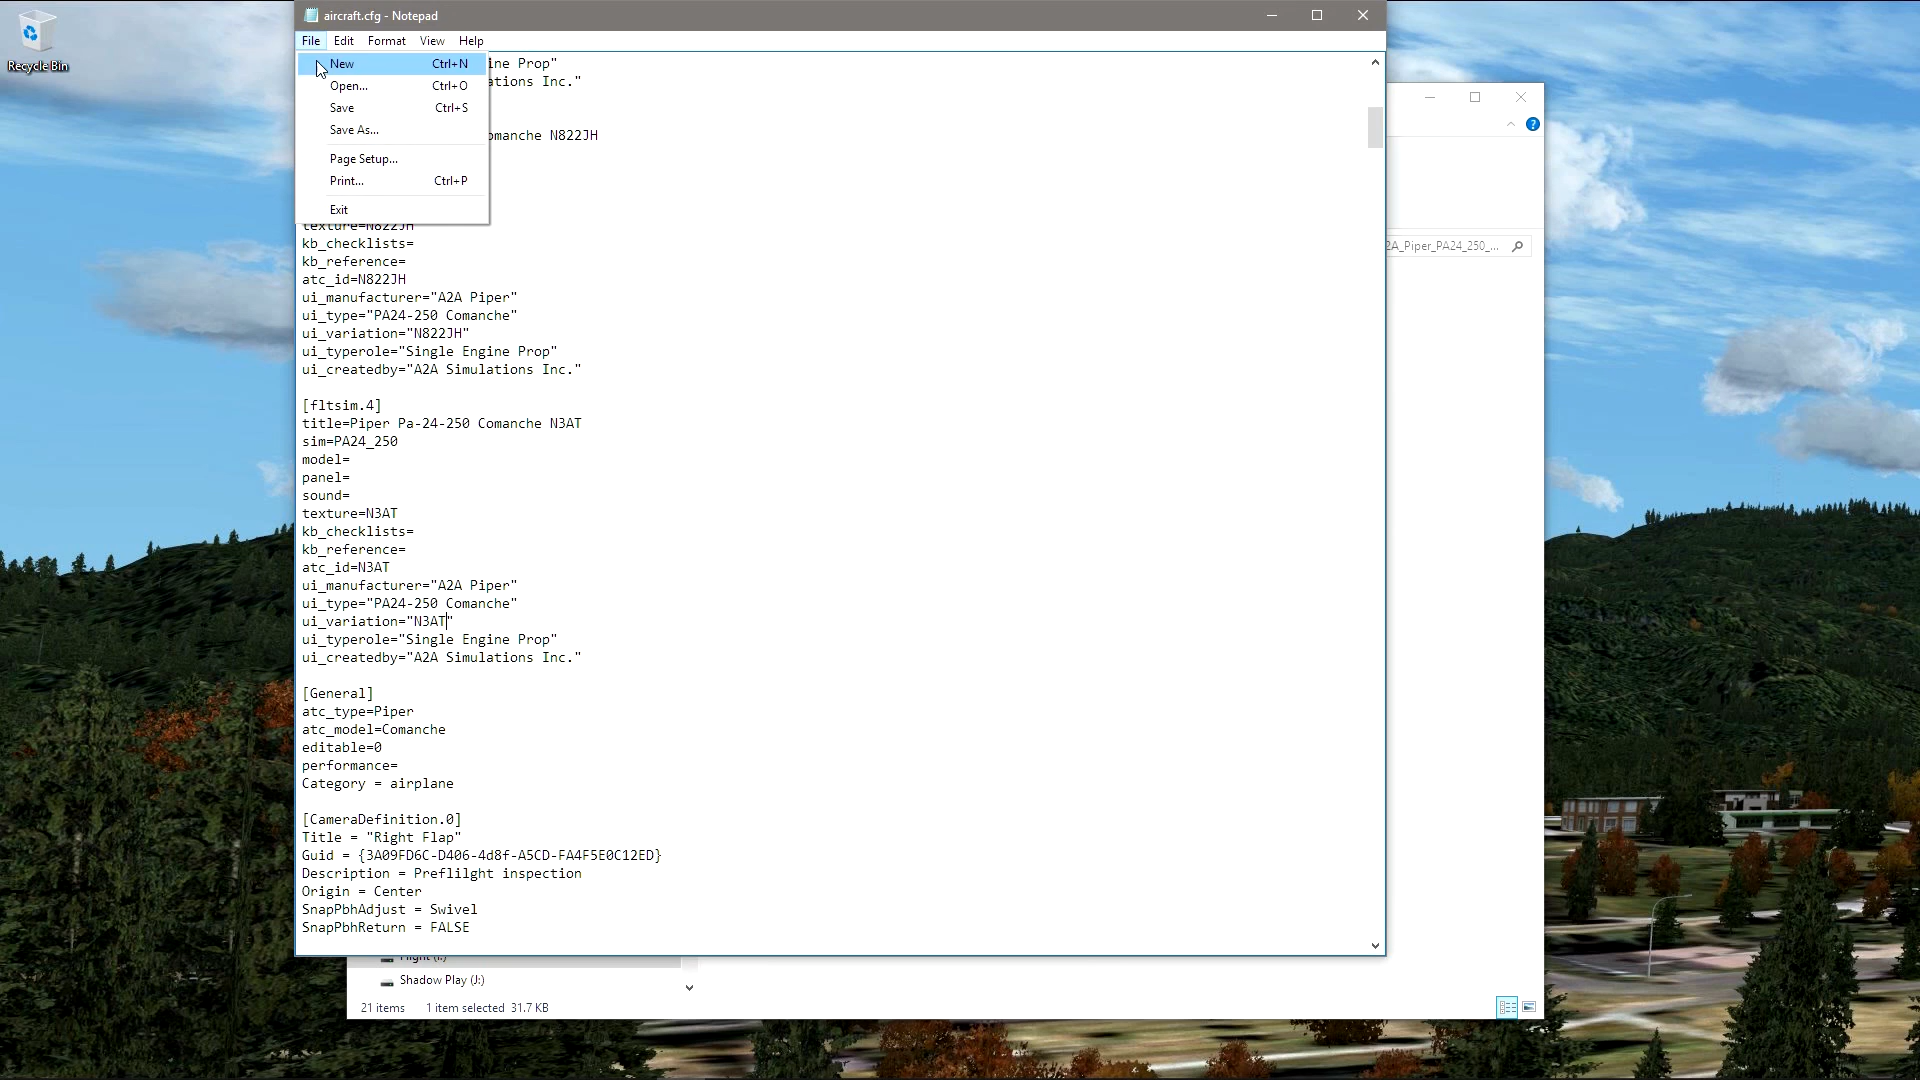 Recycle Bin
aircraft.cfg - Notepad
File Edit Format View Help
New Ctrl+N
Open... Ctrl+O
Save Ctrl+S
Save As...
Page Setup...
Print... Ctrl+P
Exit
ine Prop"
ations Inc."
omanche N822JH
texture=N822JH
kb_checklists=
kb_reference=
atc_id=N822JH
ui_manufacturer="A2A Piper"
ui_type="PA24-250 Comanche"
ui_variation="N822JH"
ui_typerole="Single Engine Prop"
ui_createdby="A2A Simulations Inc."
[fltsim.4]
title=Piper Pa-24-250 Comanche N3AT
sim=PA24_250
model=
panel=
sound=
texture=N3AT
kb_checklists=
kb_reference=
atc_id=N3AT
ui_manufacturer="A2A Piper"
ui_type="PA24-250 Comanche"
ui_variation="N3AT"
ui_typerole="Single Engine Prop"
ui_createdby="A2A Simulations Inc."
[General]
atc_type=Piper
atc_model=Comanche
editable=0
performance=
Category = airplane
[CameraDefinition.0]
Title = "Right Flap"
Guid = {3A09FD6C-D406-4d8f-A5CD-FA4F5E0C12ED}
Description = Preflilght inspection
Origin = Center
SnapPbhAdjust = Swivel
SnapPbhReturn = FALSE
2A_Piper_PA24_250_...
Flight (I:)
Shadow Play (J:)
21 items 1 item selected 31.7 KB